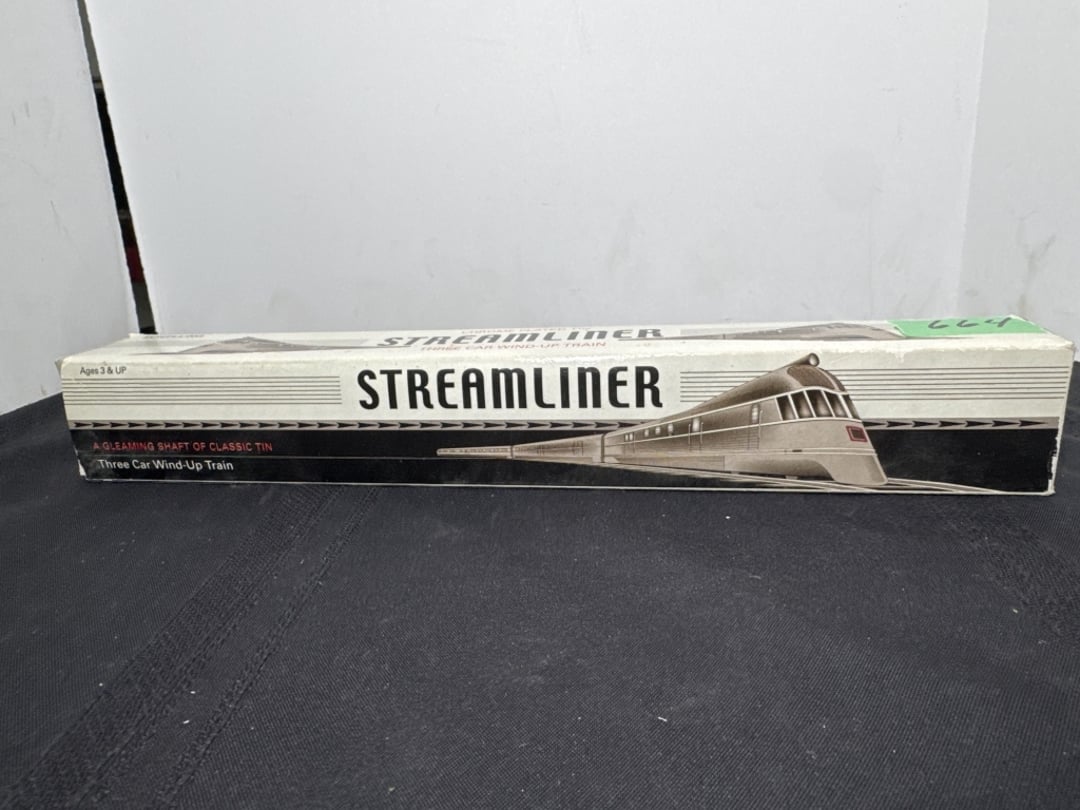 664
STREAMLINER
THREE CAR WIND-UP TRAIN
Ages 3 & UP
STREAMLINER
A GLEAMING SHAFT OF CLASSIC TIN
Three Car Wind-Up Train